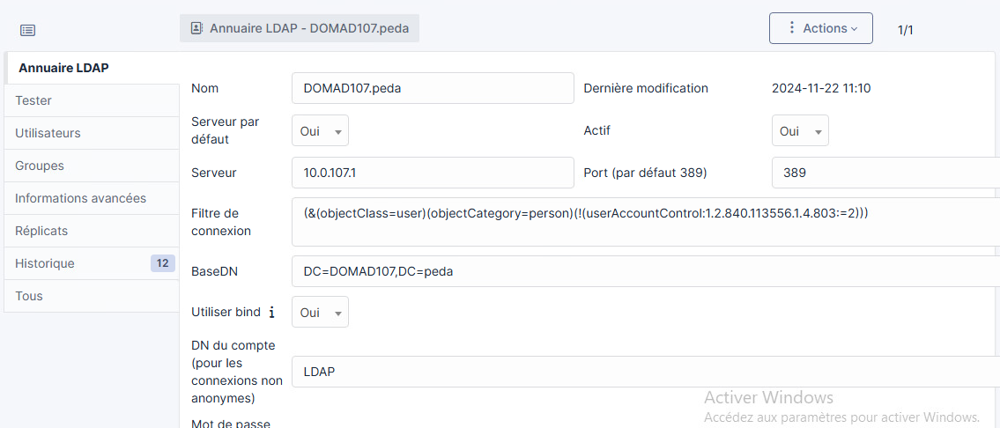 Annuaire LDAP - DOMAD107.peda
Actions
1/1
Annuaire LDAP
Tester
Utilisateurs
Groupes
Informations avancées
Réplicats
Historique 12
Tous
Nom DOMAD107.peda Dernière modification 2024-11-22 11:10
Serveur par
défaut
Oui
Actif Oui
Serveur 10.0.107.1 Port (par défaut 389) 389
Filtre de
connexion
(&(objectClass=user)(objectCategory=person)(!(userAccountControl:1.2.840.113556.1.4.803:=2)))
BaseDN DC=DOMAD107,DC=peda
Utiliser bind i Oui
DN du compte
(pour les
connexions non
anonymes)
LDAP
Mot de passe
Activer Windows
Accédez aux paramètres pour activer Windows.